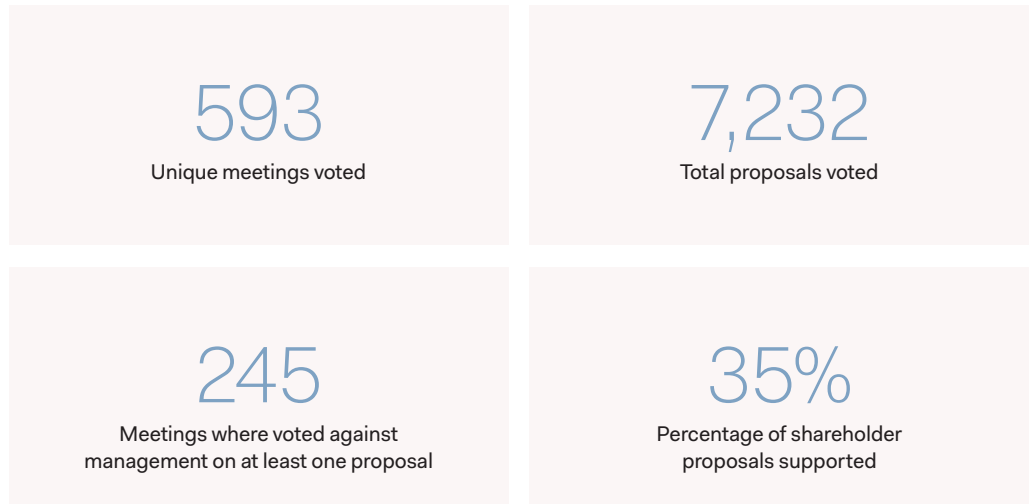 593
Unique meetings voted
7,232
Total proposals voted
245
Meetings where voted against
management on at least one proposal
35%
Percentage of shareholder
proposals supported